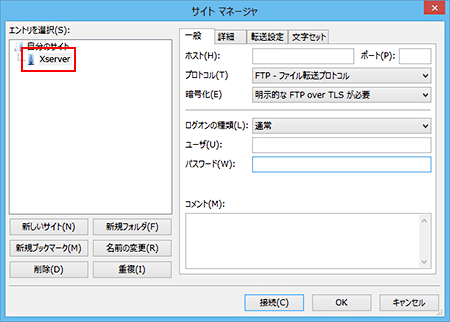 サイト マネージャ
エントリを選択(S):
自分のサイト
Xserver
新しいサイト(N)
新規フォルダ(F)
新規ブックマーク(M)
名前の変更(R)
削除(D)
重複(I)
一般
詳細
転送設定
文字セット
ホスト(H):
ポート(P):
プロトコル(T)
FTP - ファイル転送プロトコル
暗号化(E)
明示的な FTP over TLS が必要
ログオンの種類(L):
通常
ユーザ(U):
パスワード(W):
コメント(M):
接続(C)
OK
キャンセル